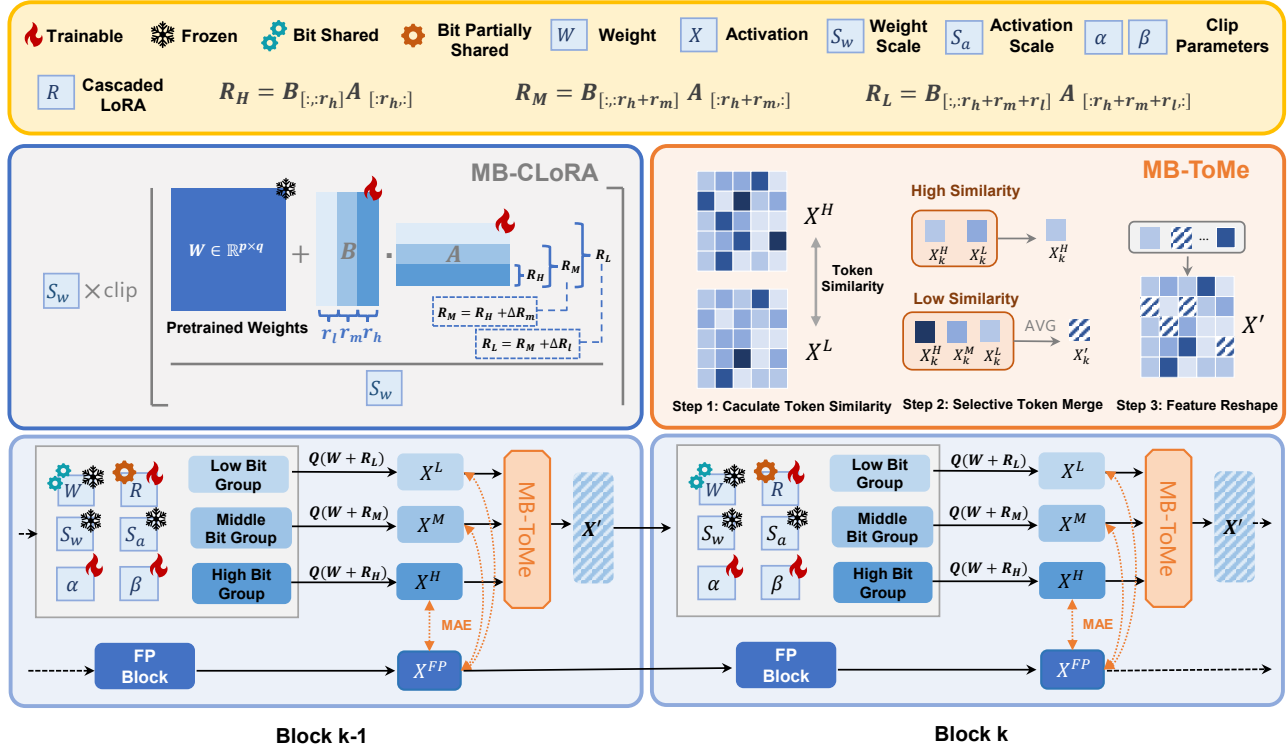 Trainable Frozen Bit Shared Bit Partially Shared W Weight X Activation S_w Weight Scale S_a Activation Scale α β Clip Parameters
R Cascaded LoRA R_H = B_{[:,:r_h]} A_{[:r_h,:]} R_M = B_{[:,:r_h+r_m]} A_{[:r_h+r_m,:]} R_L = B_{[:,:r_h+r_m+r_l]} A_{[:r_h+r_m+r_l,:]}
MB-CLoRA
S_w × clip
W ∈ ℝ^{p×q}
+
B
·
A
R_H
R_M
R_L
Pretrained Weights
r_l r_m r_h
R_M = R_H + ΔR_m
R_L = R_M + ΔR_l
S_w
MB-ToMe
X^H
Token Similarity
X^L
Step 1: Caculate Token Similarity
High Similarity
X_k^H X_k^L X_k^H
Low Similarity
AVG
X_k^H X_k^M X_k^L X_k'
Step 2: Selective Token Merge
...
X'
Step 3: Feature Reshape
W R
S_w S_a
α β
Low Bit Group
Q(W + R_L)
X^L
Middle Bit Group
Q(W + R_M)
X^M
High Bit Group
Q(W + R_H)
X^H
MB-ToMe
X'
MAE
FP Block
X^{FP}
Block k-1
W R
S_w S_a
α β
Low Bit Group
Q(W + R_L)
X^L
Middle Bit Group
Q(W + R_M)
X^M
High Bit Group
Q(W + R_H)
X^H
MB-ToMe
X'
MAE
FP Block
X^{FP}
Block k